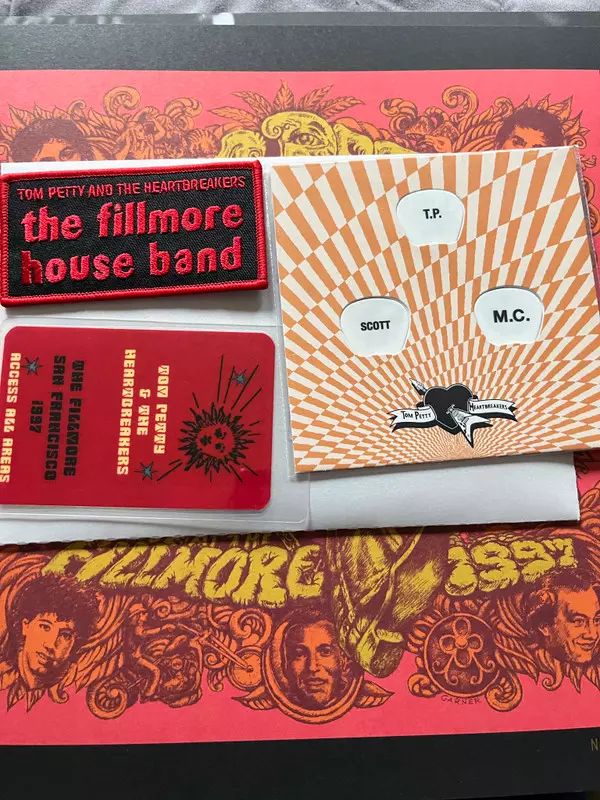 TOM PETTY AND THE HEARTBREAKERS
the fillmore
house band
T.P.
SCOTT
M.C.
TOM PETTY
HEARTBREAKERS
TOM PETTY
& THE
HEARTBREAKERS
THE FILLMORE
SAN FRANCISCO
1997
ACCESS ALL AREAS
FILLMORE 1997
GARNER
N